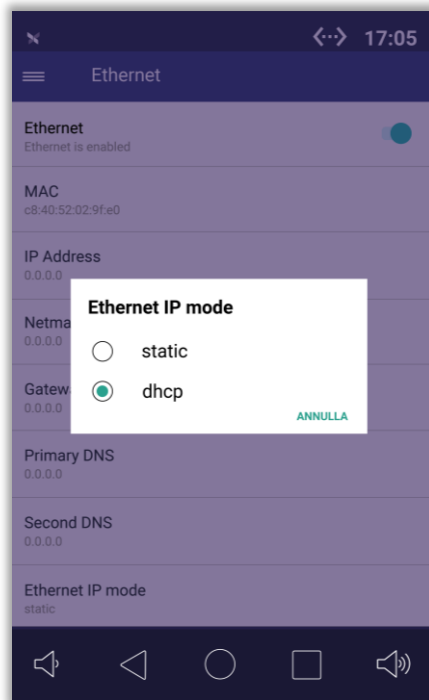 17:05
Ethernet
Ethernet
Ethernet is enabled
MAC
c8:40:52:02:9f:e0
IP Address
0.0.0.0
Netma
0.0.0.0
Gatew
0.0.0.0
Ethernet IP mode
static
dhcp
ANNULLA
Primary DNS
0.0.0.0
Second DNS
0.0.0.0
Ethernet IP mode
static